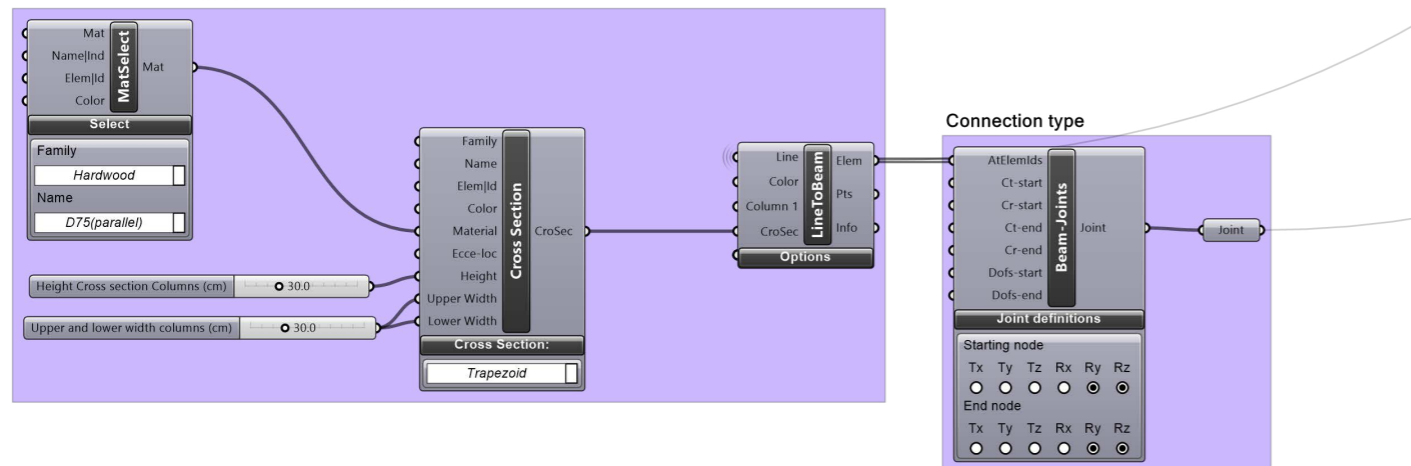 Mat
Name|Ind
Elem|Id
Color
MatSelect
Mat
Select
Family
Hardwood
Name
D75(parallel)
Height Cross section Columns (cm)
30.0
Upper and lower width columns (cm)
30.0
Family
Name
Elem|Id
Color
Material
Ecce-loc
Height
Upper Width
Lower Width
Cross Section
CroSec
Cross Section:
Trapezoid
Line
Color
Column 1
CroSec
LineToBeam
Elem
Pts
Info
Options
Connection type
AtElemIds
Ct-start
Cr-start
Ct-end
Cr-end
Dofs-start
Dofs-end
Beam-Joints
Joint
Joint definitions
Starting node
Tx Ty Tz Rx Ry Rz
End node
Tx Ty Tz Rx Ry Rz
Joint